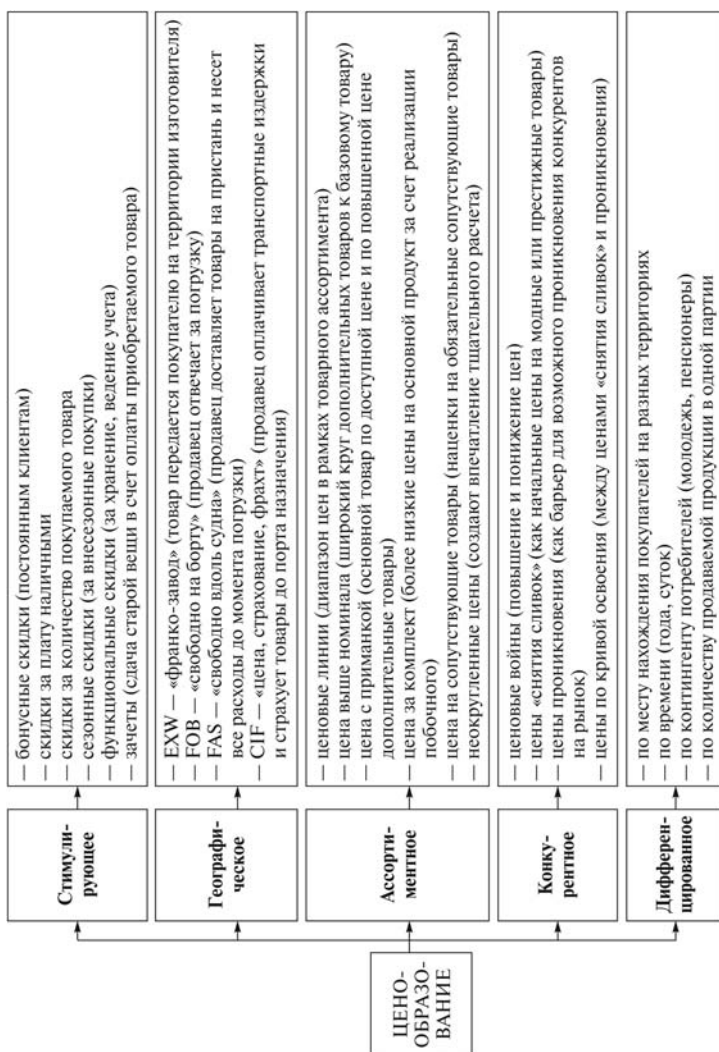 ЦЕНО-
ОБРАЗО-
ВАНИЕ
Стимули-
рующее
— бонусные скидки (постоянным клиентам)
— скидки за плату наличными
— скидки за количество покупаемого товара
— сезонные скидки (за внесезонные покупки)
— функциональные скидки (за хранение, ведение учета)
— зачеты (сдача старой вещи в счет оплаты приобретаемого товара)
Географи-
ческое
— EXW — «франко-завод» (товар передается покупателю на территории изготовителя)
— FOB — «свободно на борту» (продавец отвечает за погрузку)
— FAS — «свободно вдоль судна» (продавец доставляет товары на пристань и несет
все расходы до момента погрузки)
— CIF — «цена, страхование, фрахт» (продавец оплачивает транспортные издержки
и страхует товары до порта назначения)
Ассорти-
ментное
— ценовые линии (диапазон цен в рамках товарного ассортимента)
— цена выше номинала (широкий круг дополнительных товаров к базовому товару)
— цена с приманкой (основной товар по доступной цене и по повышенной цене
дополнительные товары)
— цена за комплект (более низкие цены на основной продукт за счет реализации
побочного)
— цена на сопутствующие товары (наценки на обязательные сопутствующие товары)
— неокругленные цены (создают впечатление тщательного расчета)
Конку-
рентное
— ценовые войны (повышение и понижение цен)
— цены «снятия сливок» (как начальные цены на модные или престижные товары)
— цены проникновения (как барьер для возможного проникновения конкурентов
на рынок)
— цены по кривой освоения (между ценами «снятия сливок» и проникновения)
Дифферен-
цированное
— по месту нахождения покупателей на разных территориях
— по времени (года, суток)
— по контингенту потребителей (молодежь, пенсионеры)
— по количеству продаваемой продукции в одной партии